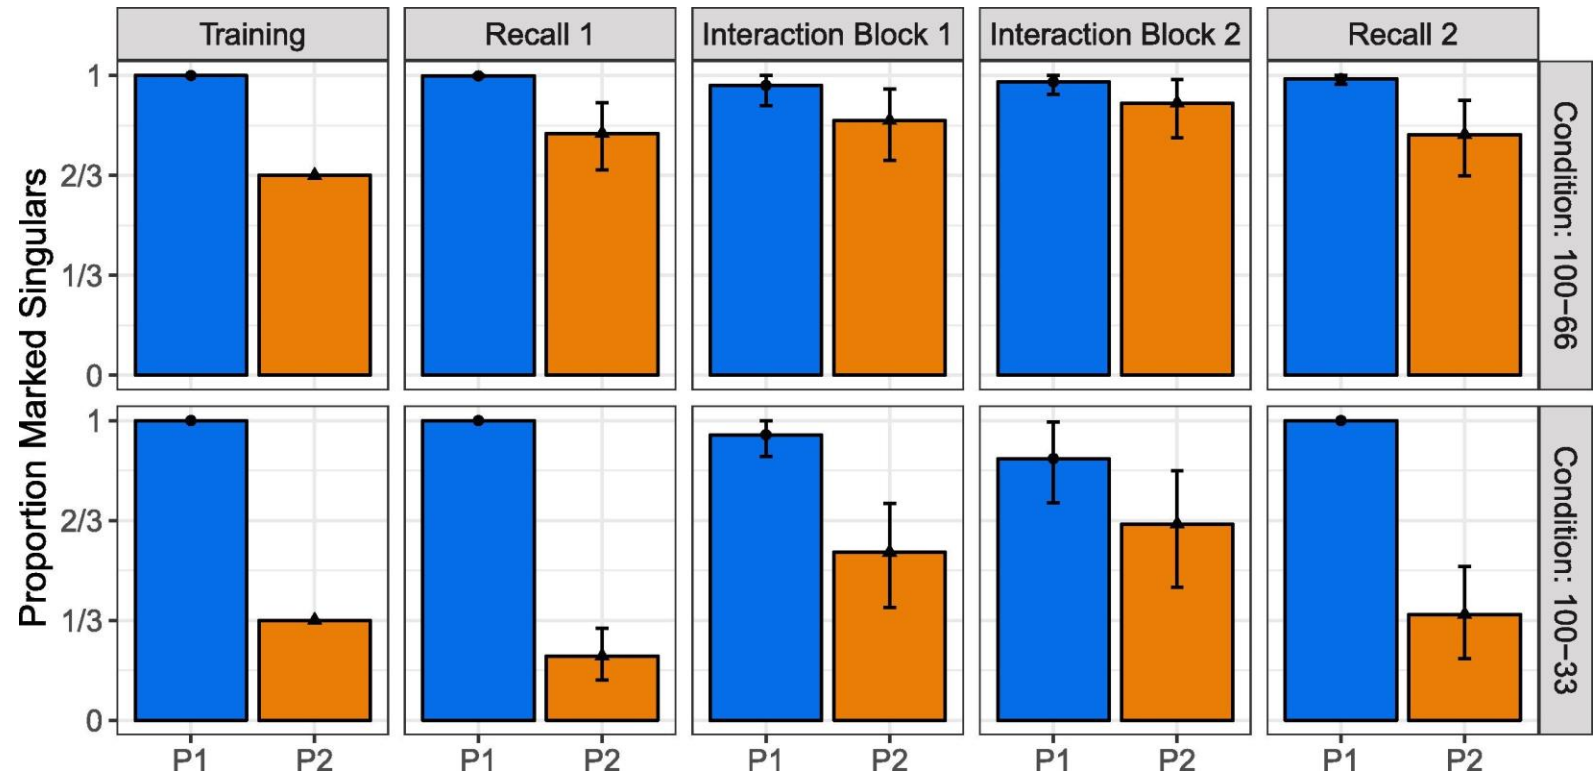 Training Recall 1 Interaction Block 1 Interaction Block 2 Recall 2
Proportion Marked Singulars
1
2/3
1/3
0
Condition: 100−66
1
2/3
1/3
0
Condition: 100−33
P1 P2 P1 P2 P1 P2 P1 P2 P1 P2